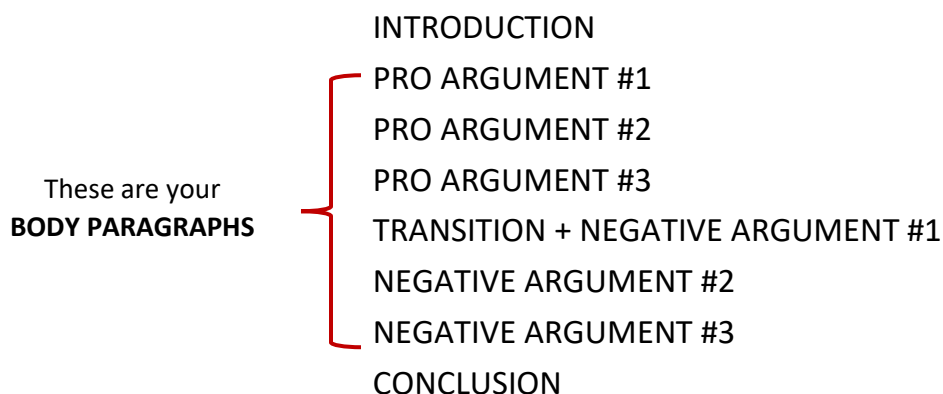 INTRODUCTION
PRO ARGUMENT #1
PRO ARGUMENT #2
PRO ARGUMENT #3
These are your
BODY PARAGRAPHS
TRANSITION + NEGATIVE ARGUMENT #1
NEGATIVE ARGUMENT #2
NEGATIVE ARGUMENT #3
CONCLUSION